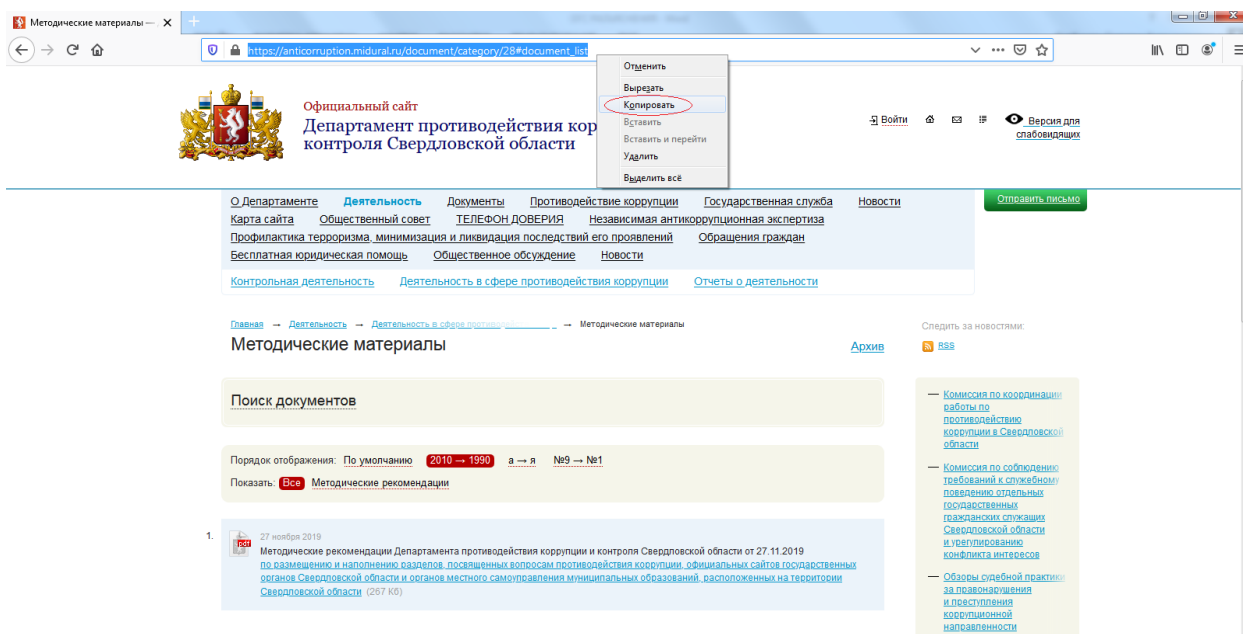 Методические материалы —
https://anticorruption.midural.ru/document/category/28#document_list
Отменить
Вырезать
Копировать
Вставить
Вставить и перейти
Удалить
Выделить всё
Официальный сайт
Департамент противодействия кор
контроля Свердловской области
Войти
Версия для
слабовидящих
О Департаменте Деятельность Документы Противодействие коррупции Государственная служба Новости
Карта сайта Общественный совет ТЕЛЕФОН ДОВЕРИЯ Независимая антикоррупционная экспертиза
Профилактика терроризма, минимизация и ликвидация последствий его проявлений Обращения граждан
Бесплатная юридическая помощь Общественное обсуждение Новости
Отправить письмо
Контрольная деятельность Деятельность в сфере противодействия коррупции Отчеты о деятельности
Главная → Деятельность → Деятельность в сфере → Методические материалы
Методические материалы
Архив
Следить за новостями:
RSS
Поиск документов
Порядок отображения: По умолчанию 2010 → 1990 а → я №9 → №1
Показать: Все Методические рекомендации
1.
pdf
27 ноября 2019
Методические рекомендации Департамента противодействия коррупции и контроля Свердловской области от 27.11.2019
по размещению и наполнению разделов, посвященных вопросам противодействия коррупции, официальных сайтов государственных
органов Свердловской области и органов местного самоуправления муниципальных образований, расположенных на территории
Свердловской области (267 Кб)
— Комиссия по координации
работы по
противодействию
коррупции в Свердловской
области
— Комиссия по соблюдению
требований к служебному
поведению отдельных
государственных
гражданских служащих
Свердловской области
и урегулированию
конфликта интересов
— Обзоры судебной практики
за правонарушения
и преступления
коррупционной
направленности